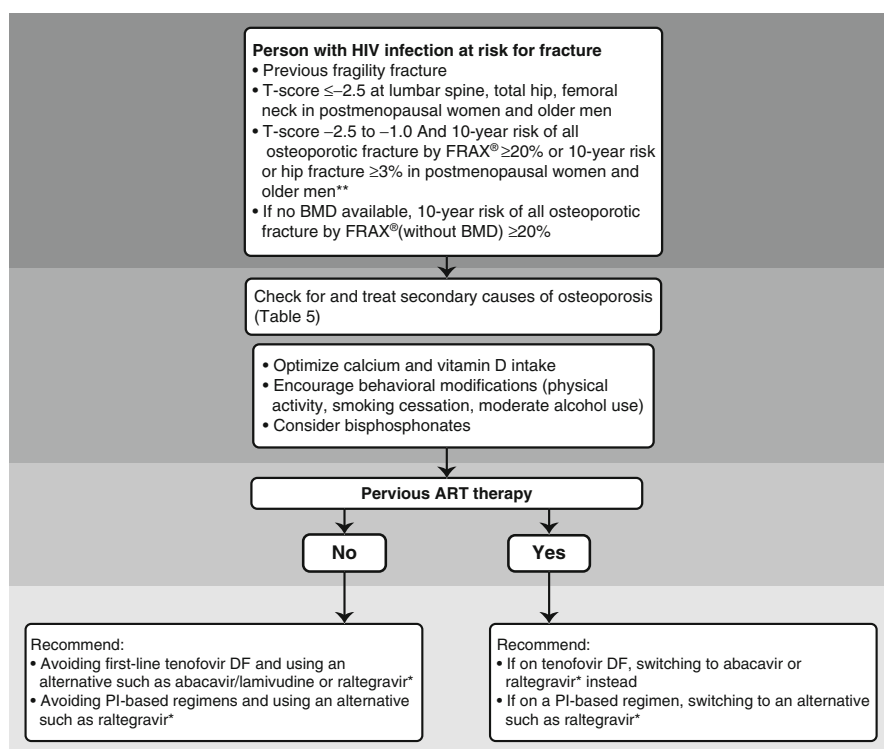 Person with HIV infection at risk for fracture
• Previous fragility fracture
• T-score ≤–2.5 at lumbar spine, total hip, femoral
neck in postmenopausal women and older men
• T-score –2.5 to –1.0 And 10-year risk of all
osteoporotic fracture by FRAX® ≥20% or 10-year risk
or hip fracture ≥3% in postmenopausal women and
older men**
• If no BMD available, 10-year risk of all osteoporotic
fracture by FRAX®(without BMD) ≥20%
Check for and treat secondary causes of osteoporosis
(Table 5)
• Optimize calcium and vitamin D intake
• Encourage behavioral modifications (physical
activity, smoking cessation, moderate alcohol use)
• Consider bisphosphonates
Pervious ART therapy
No
Yes
Recommend:
• Avoiding first-line tenofovir DF and using an
alternative such as abacavir/lamivudine or raltegravir*
• Avoiding PI-based regimens and using an alternative
such as raltegravir*
Recommend:
• If on tenofovir DF, switching to abacavir or
raltegravir* instead
• If on a PI-based regimen, switching to an alternative
such as raltegravir*